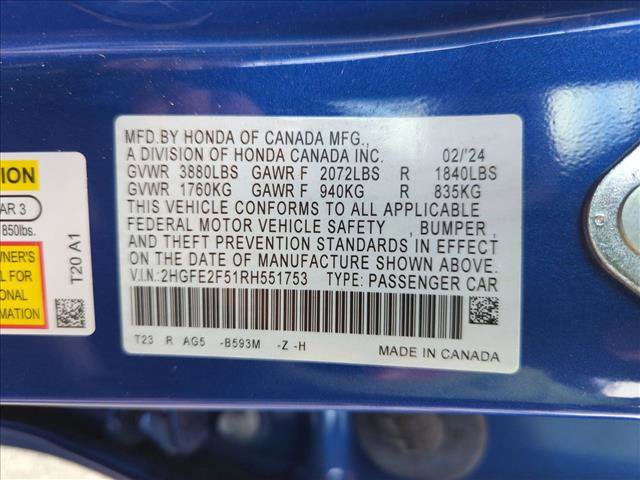 MFD.BY HONDA OF CANADA MFG.,
A DIVISION OF HONDA CANADA INC. 02/'24
GVWR 3880LBS GAWR F 2072LBS R 1840LBS
GVWR 1760KG GAWR F 940KG R 835KG
THIS VEHICLE CONFORMS TO ALL APPLICABLE
FEDERAL MOTOR VEHICLE SAFETY , BUMPER ,
AND THEFT PREVENTION STANDARDS IN EFFECT
ON THE DATE OF MANUFACTURE SHOWN ABOVE.
V.I.N.:2HGFE2F51RH551753 TYPE: PASSENGER CAR
T23 R AG5 -B593M -Z -H
MADE IN CANADA
TION
AR 3
850lbs.
T20 A1
WNER'S
L FOR
IONAL
MATION